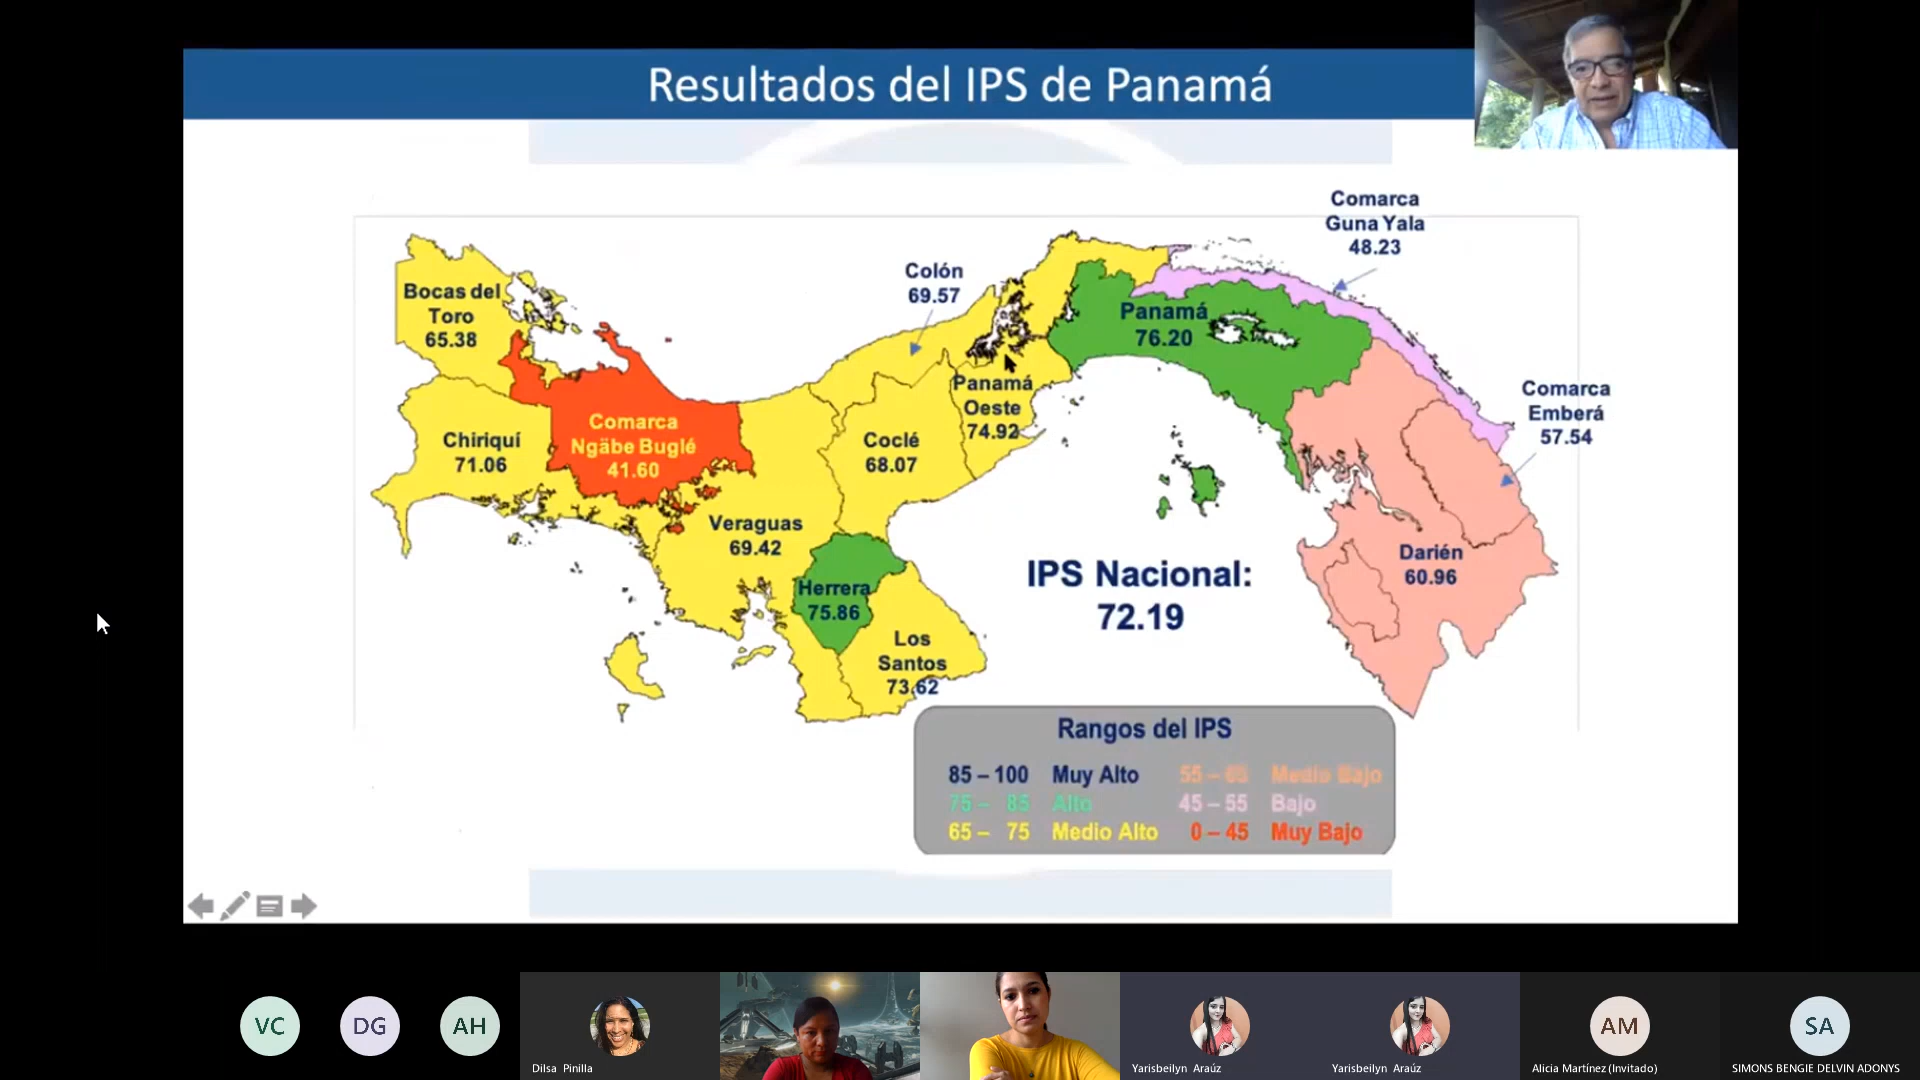 Resultados del IPS de Panamá
Comarca
Guna Yala
48.23
Colón
69.57
Bocas del
Toro
65.38
Panamá
76.20
Comarca
Emberá
57.54
Panamá
Oeste
74.92
Comarca
Ngäbe Buglé
41.60
Chiriquí
71.06
Coclé
68.07
Veraguas
69.42
Darién
60.96
IPS Nacional:
72.19
Herrera
75.86
Los
Santos
73.62
Rangos del IPS
85 – 100 Muy Alto
55 – 65 Medio Bajo
75 – 85 Alto
45 – 55 Bajo
65 – 75 Medio Alto
0 – 45 Muy Bajo
VC
DG
AH
AM
SA
Dilsa Pinilla
Yarisbeilyn Araúz
Yarisbeilyn Araúz
Alicia Martínez (Invitado)
SIMONS BENGIE DELVIN ADONYS